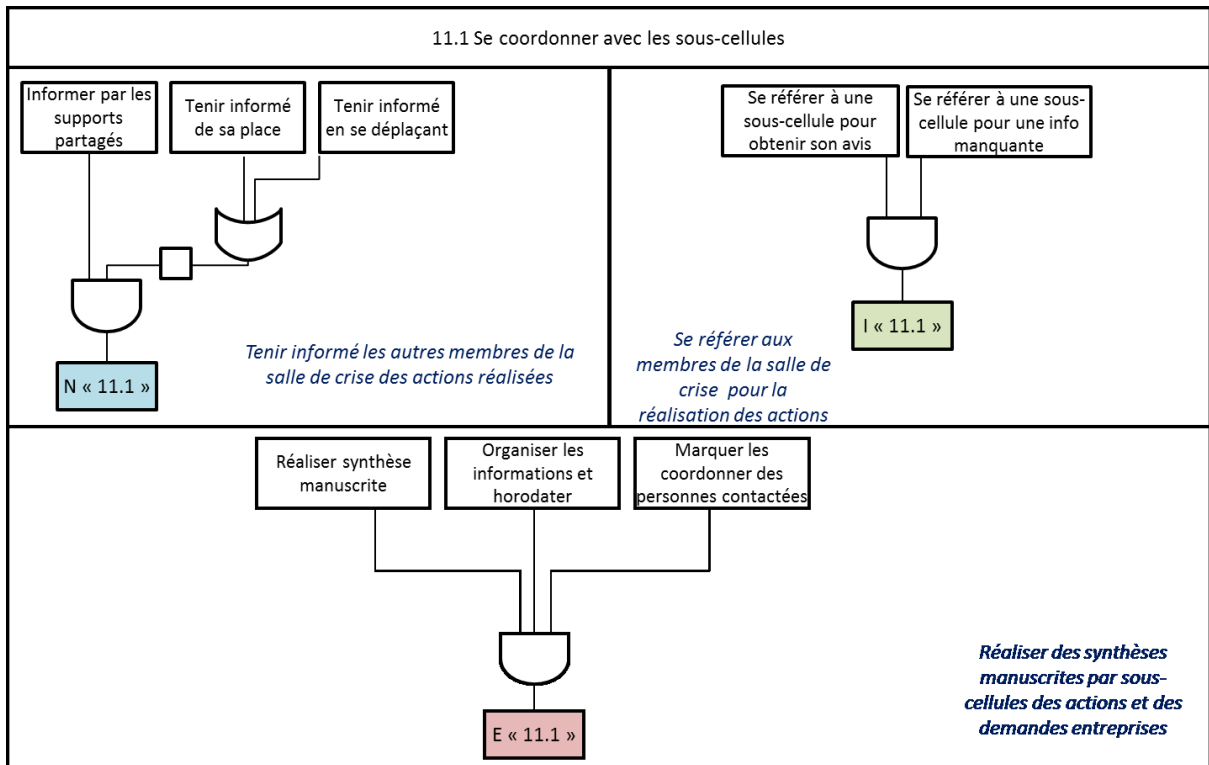 11.1 Se coordonner avec les sous-cellules
Informer par les
supports
partagés
Tenir informé
de sa place
Tenir informé
en se déplaçant
N « 11.1 »
Tenir informé les autres membres de la
salle de crise des actions réalisées
Se référer à une
sous-cellule pour
obtenir son avis
Se référer à une sous-
cellule pour une info
manquante
I « 11.1 »
Se référer aux
membres de la salle de
crise pour la
réalisation des actions
Réaliser synthèse
manuscrite
Organiser les
informations et
horodater
Marquer les
coordonner des
personnes contactées
E « 11.1 »
Réaliser des synthèses
manuscrites par sous-
cellules des actions et des
demandes entreprises